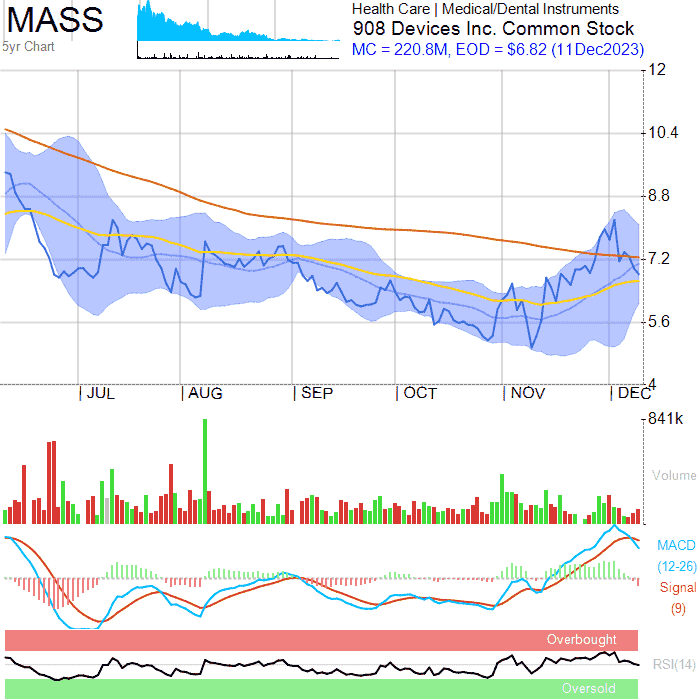 MASS
5yr Chart
Health Care | Medical/Dental Instruments
908 Devices Inc. Common Stock
MC = 220.8M, EOD = $6.82 (11Dec2023)
12
10.4
8.8
7.2
5.6
4
| JUL | AUG | SEP | OCT | NOV | DEC
841k
Volume
MACD
(12-26)
Signal
(9)
Overbought
RSI(14)
Oversold